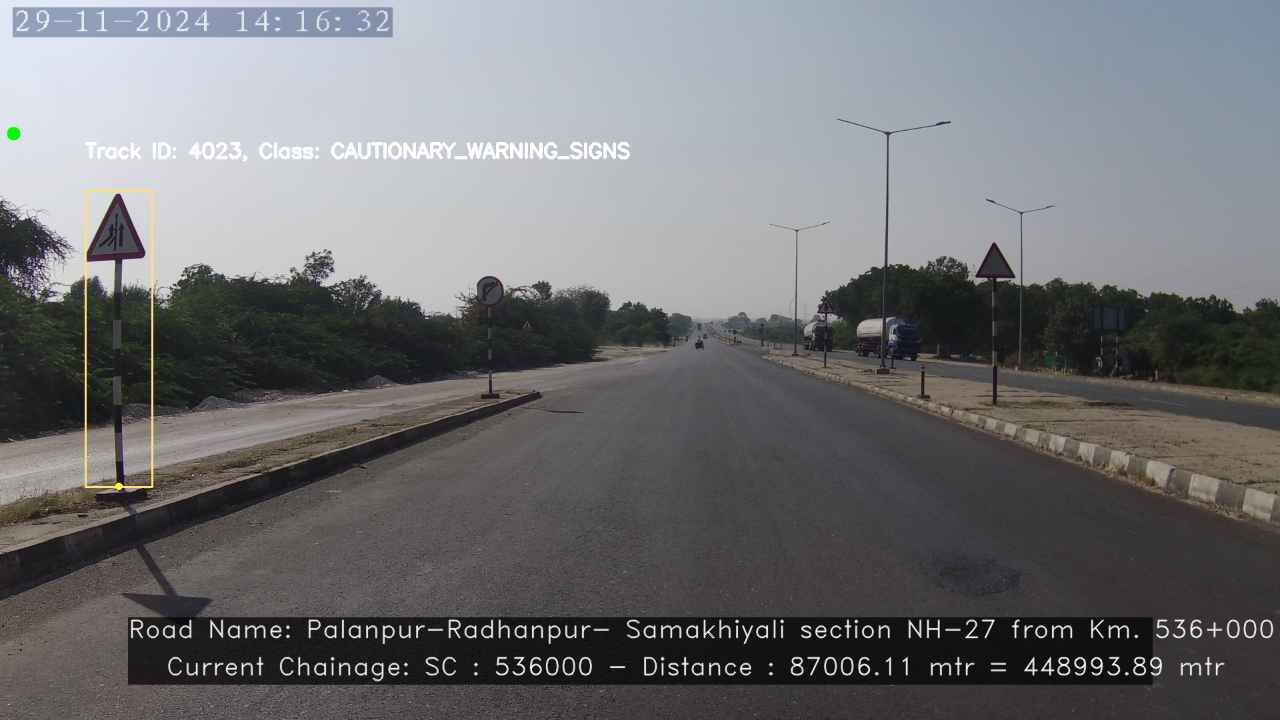 29-11-2024 14:16:32
Track ID: 4023, Class: CAUTIONARY_WARNING_SIGNS
Road Name: Palanpur-Radhanpur- Samakhiyali section NH-27 from Km. 536+000
Current Chainage: SC : 536000 - Distance : 87006.11 mtr = 448993.89 mtr